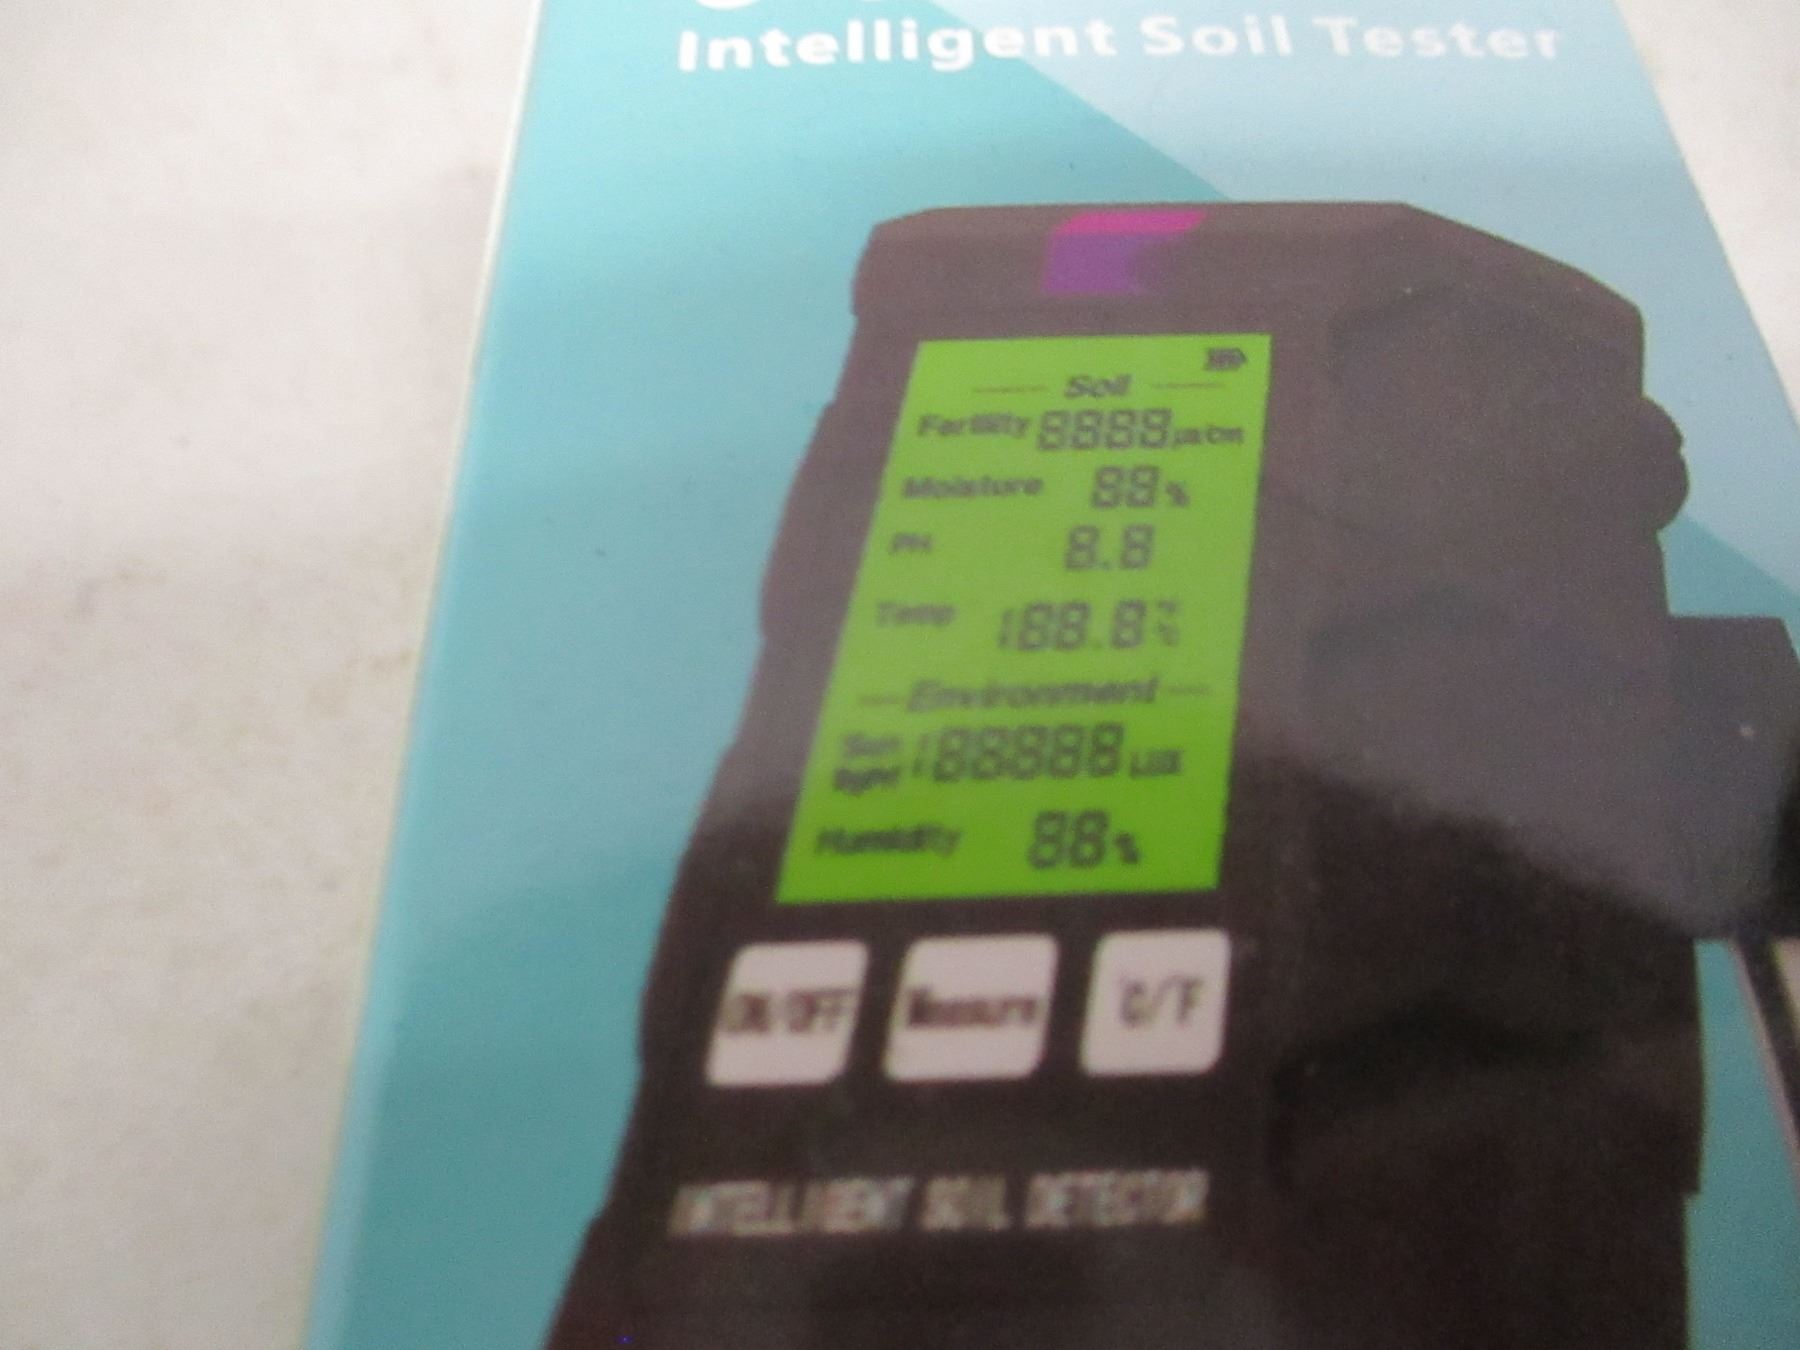 Intelligent Soil Tester
Soil
Fertility 8888 µs/cm
Moisture 88 %
PH 8.8
Temp 188.8 °F
°C
Environment
Sun
light 188888 LUX
Humidity 88 %
ON/OFF Measure °C/°F
INTELLIGENT SOIL DETECTOR